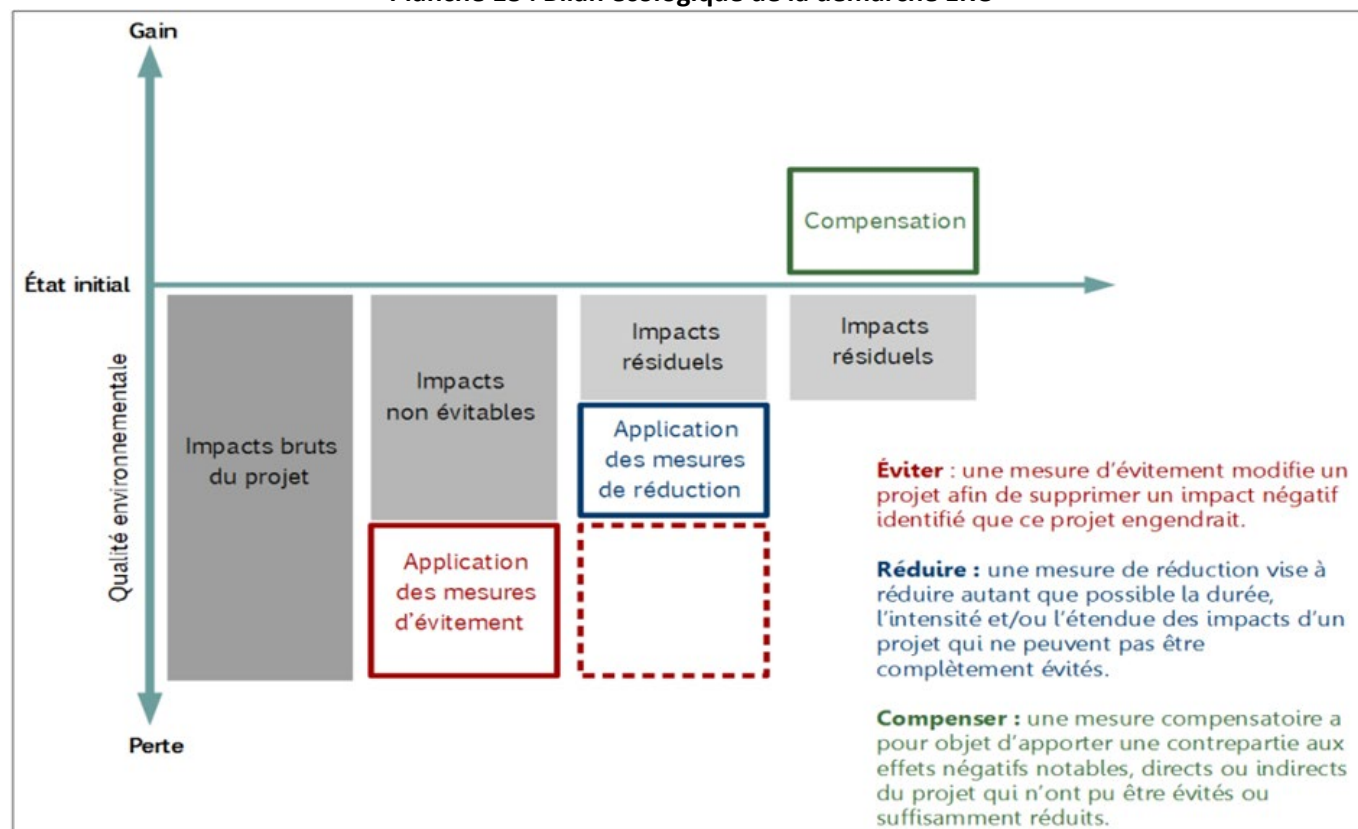 Gain
Compensation
État initial
Qualité environnementale
Impacts bruts
du projet
Impacts
non évitables
Application
des mesures
d'évitement
Impacts
résiduels
Application
des mesures
de réduction
Impacts
résiduels
Perte
Éviter : une mesure d'évitement modifie un
projet afin de supprimer un impact négatif
identifié que ce projet engendrait.
Réduire : une mesure de réduction vise à
réduire autant que possible la durée,
l'intensité et/ou l'étendue des impacts d'un
projet qui ne peuvent pas être
complètement évités.
Compenser : une mesure compensatoire a
pour objet d'apporter une contrepartie aux
effets négatifs notables, directs ou indirects
du projet qui n'ont pu être évités ou
suffisamment réduits.